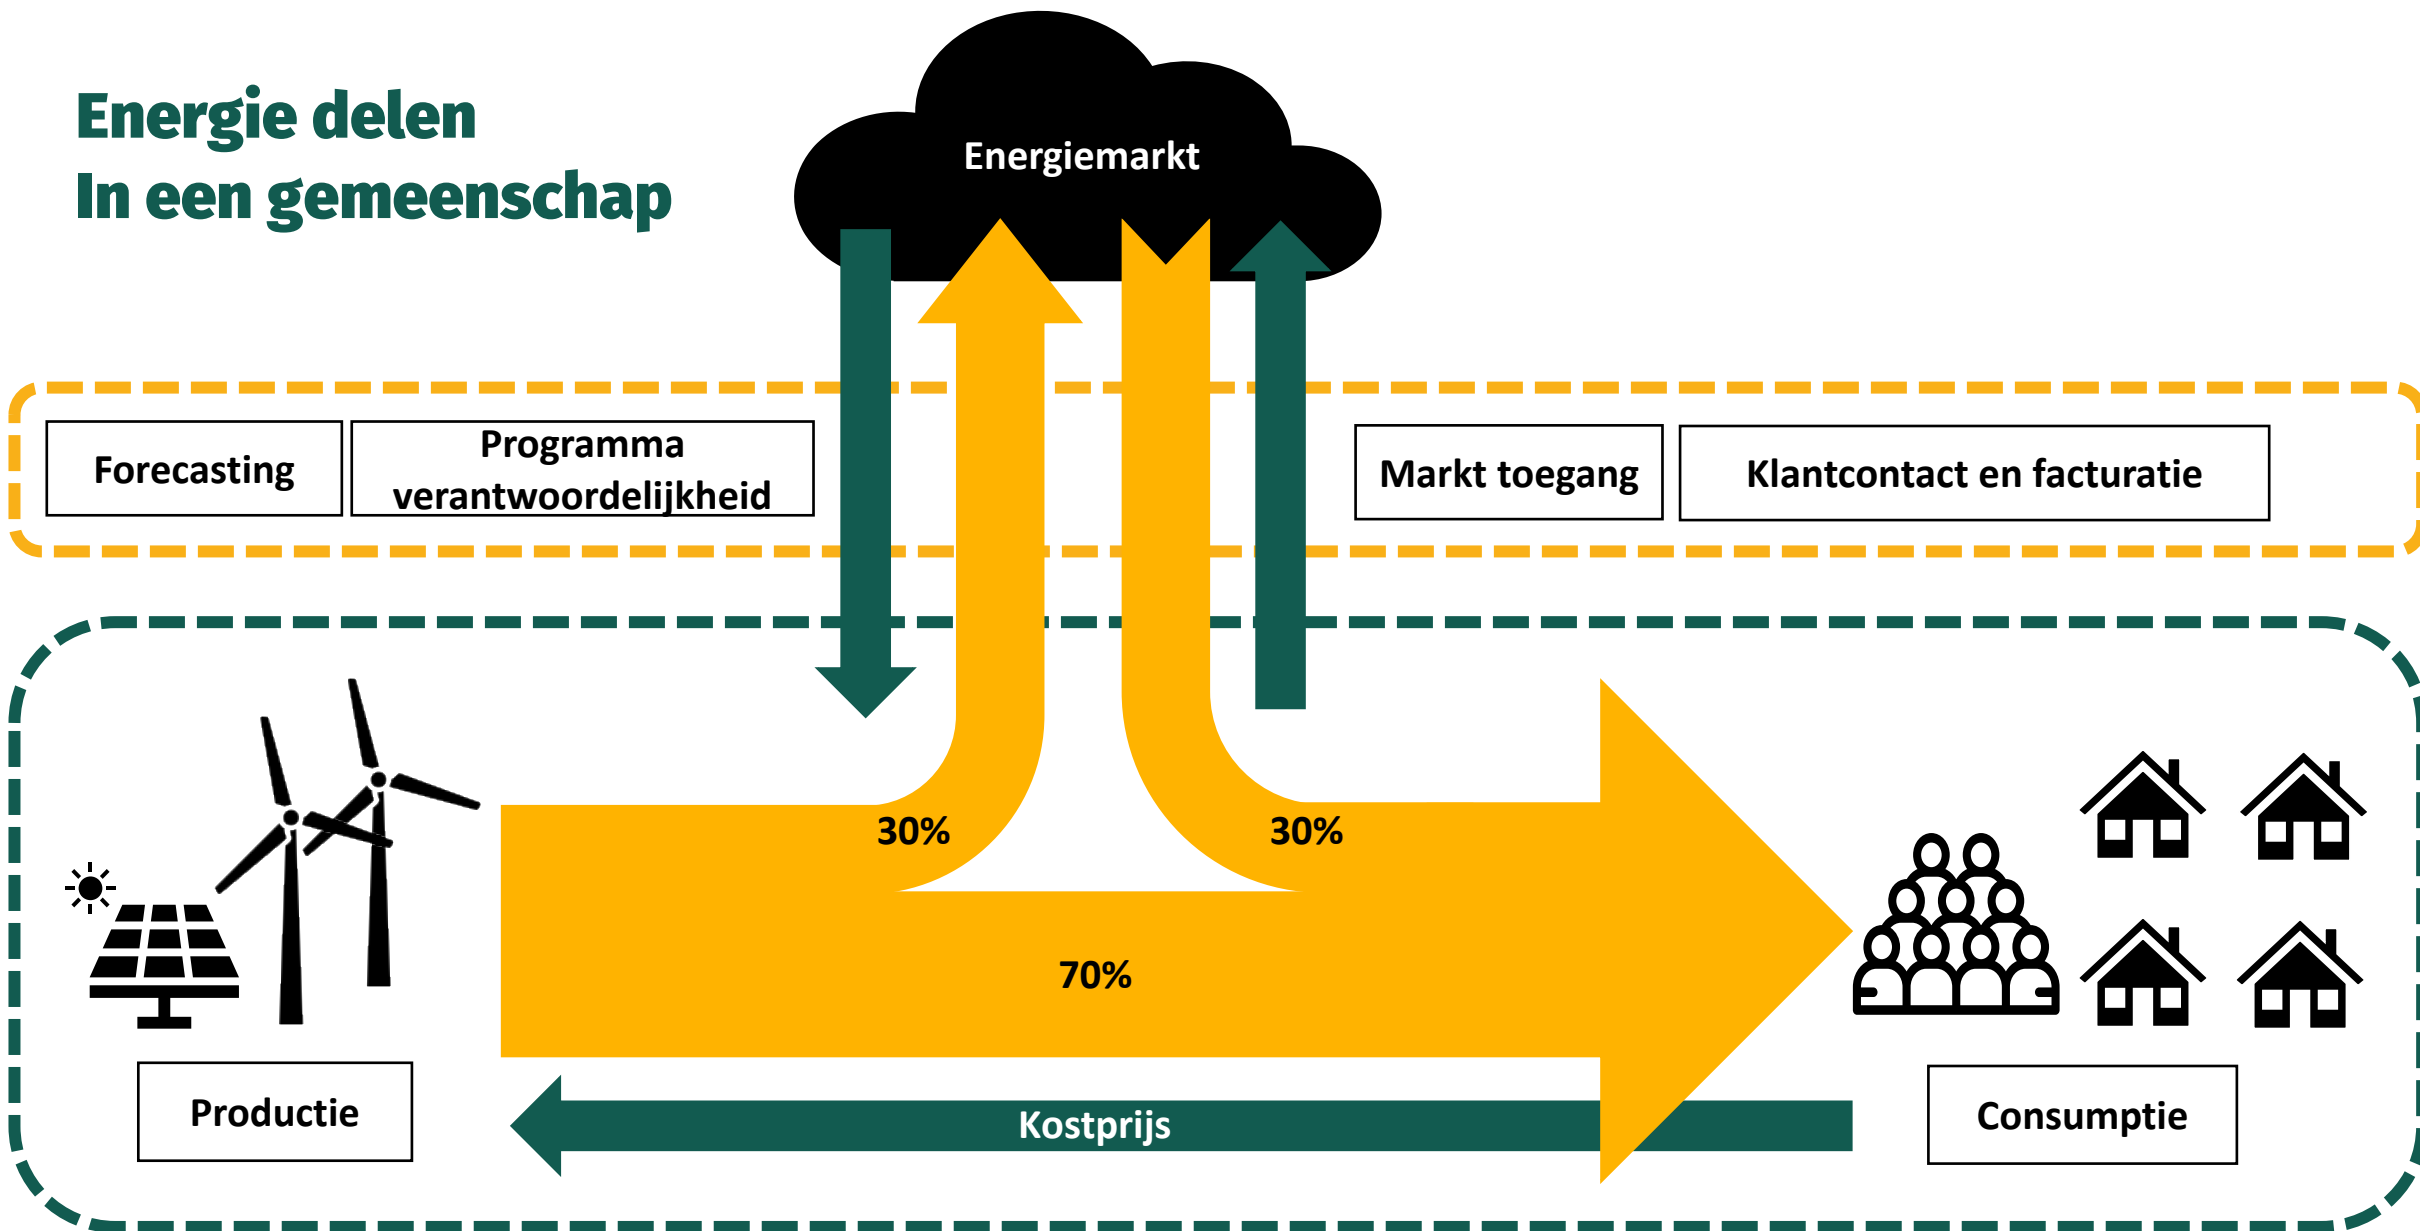 Energie delen
In een gemeenschap
Energiemarkt
Forecasting
Programma
verantwoordelijkheid
Markt toegang
Klantcontact en facturatie
30%
30%
70%
Productie
Kostprijs
Consumptie